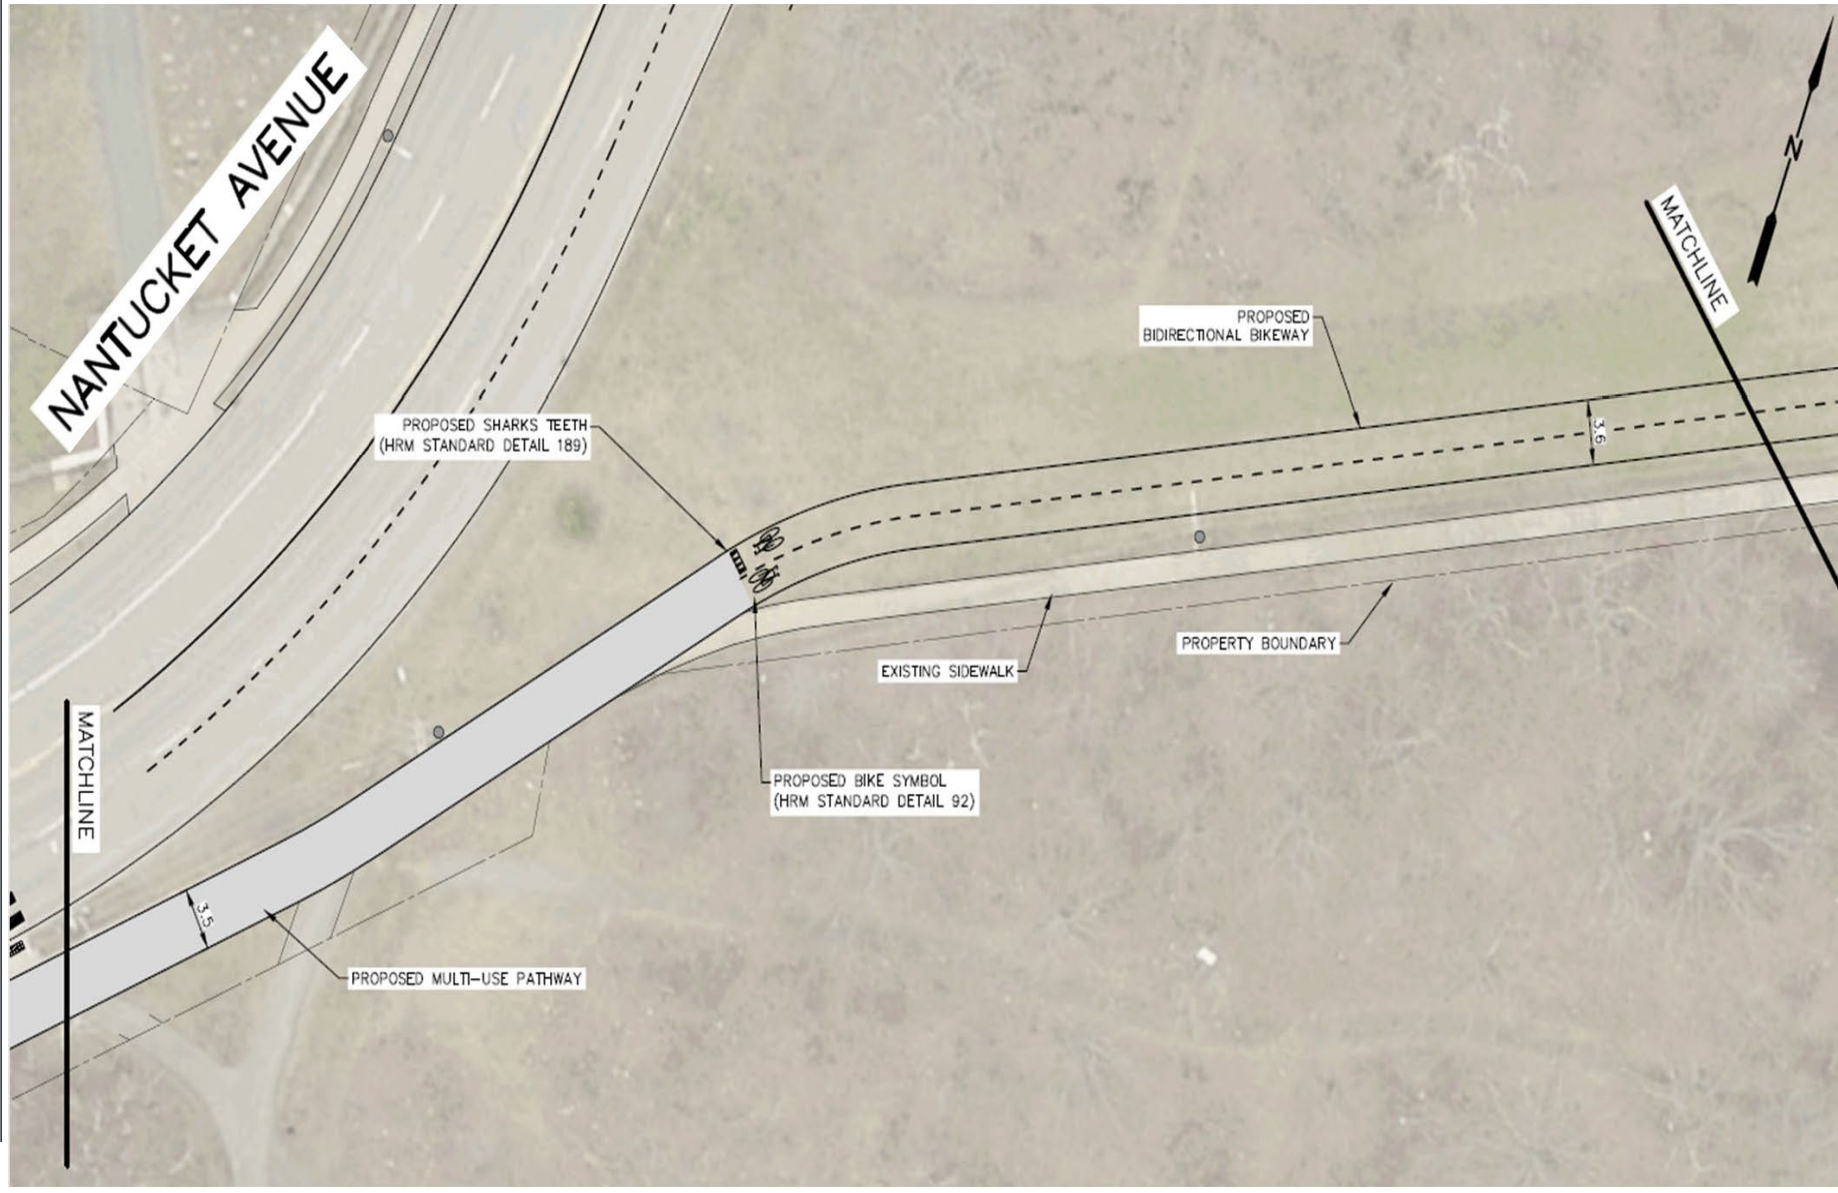 NANTUCKET AVENUE
N
MATCHLINE
PROPOSED
BIDIRECTIONAL BIKEWAY
PROPOSED SHARKS TEETH
(HRM STANDARD DETAIL 189)
3.6
PROPERTY BOUNDARY
EXISTING SIDEWALK
MATCHLINE
PROPOSED BIKE SYMBOL
(HRM STANDARD DETAIL 92)
3.5
PROPOSED MULTI-USE PATHWAY